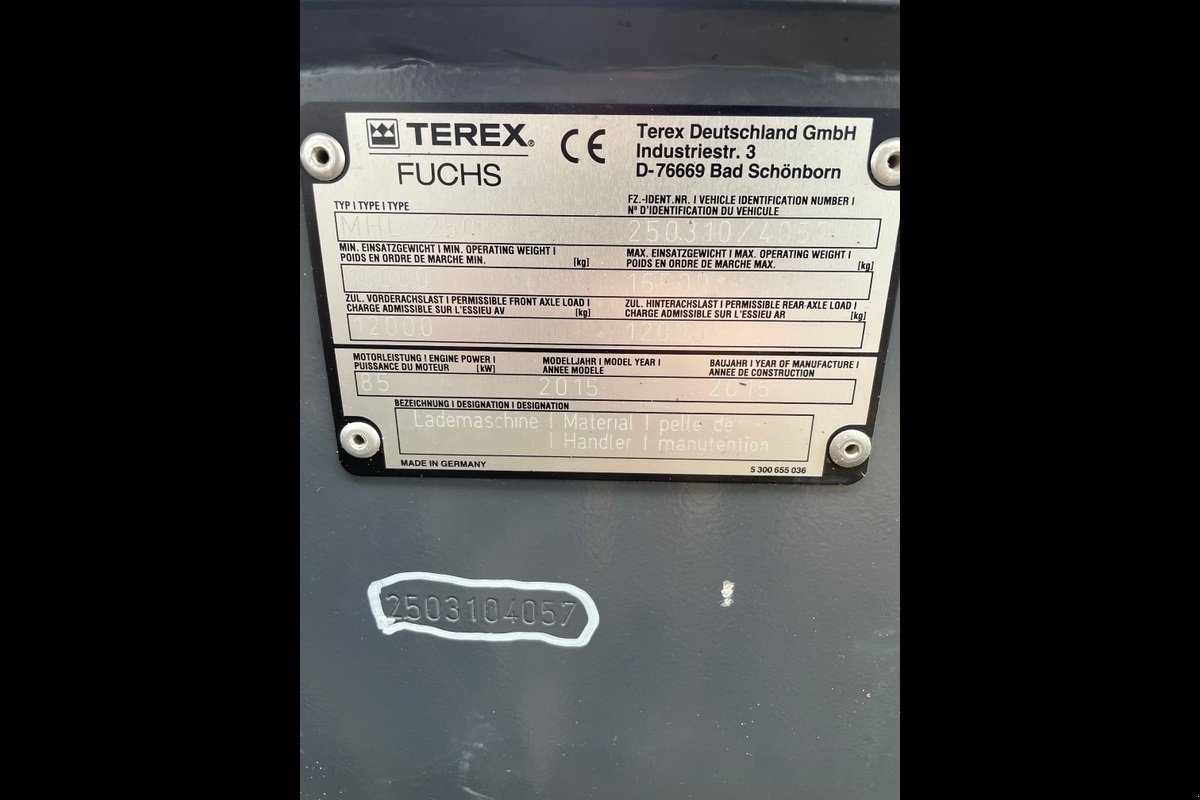 TEREX®
FUCHS
CE
Terex Deutschland GmbH
Industriestr. 3
D-76669 Bad Schönborn
TYP I TYPE I TYPE
FZ.-IDENT.NR. I VEHICLE IDENTIFICATION NUMBER I
N° D'IDENTIFICATION DU VEHICULE
MHL 250
250310/4057
MIN. EINSATZGEWICHT I MIN. OPERATING WEIGHT I
POIDS EN ORDRE DE MARCHE MIN. [kg]
MAX. EINSATZGEWICHT I MAX. OPERATING WEIGHT I
POIDS EN ORDRE DE MARCHE MAX. [kg]
ZUL. VORDERACHSLAST I PERMISSIBLE FRONT AXLE LOAD I
CHARGE ADMISSIBLE SUR L'ESSIEU AV [kg]
ZUL. HINTERACHSLAST I PERMISSIBLE REAR AXLE LOAD I
CHARGE ADMISSIBLE SUR L'ESSIEU AR [kg]
12000
12000
MOTORLEISTUNG I ENGINE POWER I
PUISSANCE DU MOTEUR [kW]
MODELLJAHR I MODEL YEAR I
ANNEE MODELE
BAUJAHR I YEAR OF MANUFACTURE I
ANNEE DE CONSTRUCTION
85
2015
2015
BEZEICHNUNG I DESIGNATION I DESIGNATION
Lademaschine | Material | pelle de
| Handler | manutention
MADE IN GERMANY
5 300 655 036
2503104057